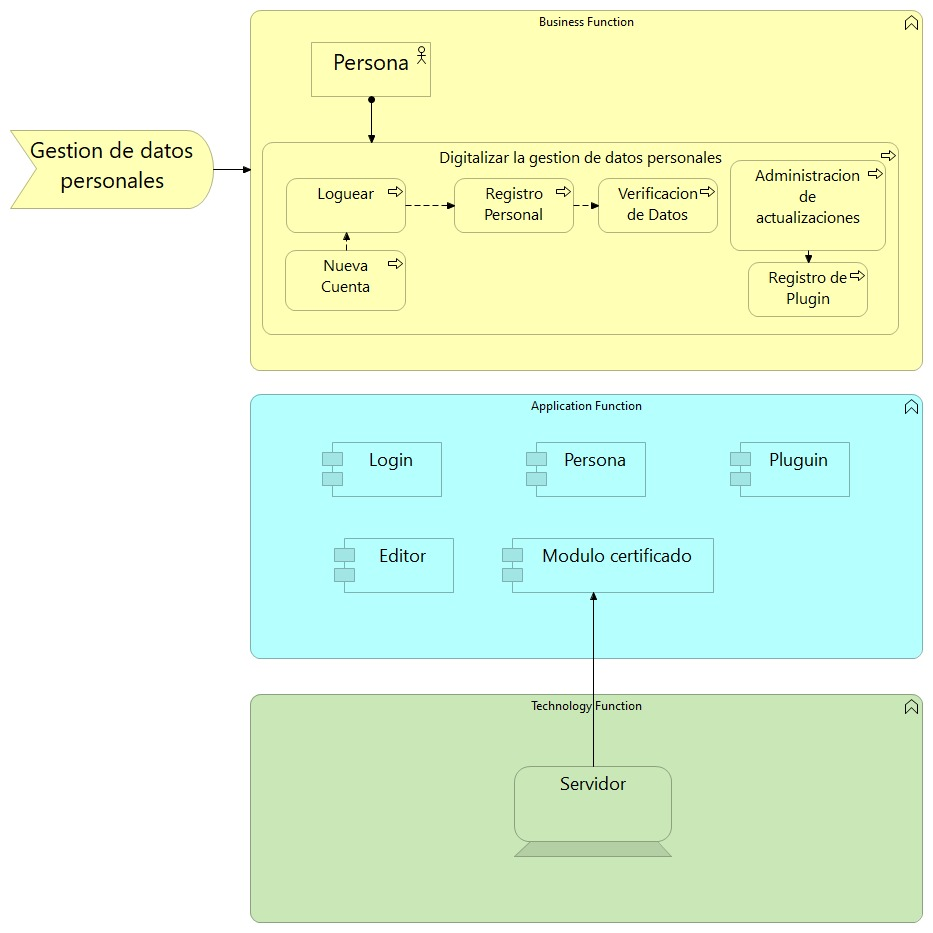 Business Function
Persona
Gestion de datos
personales
Digitalizar la gestion de datos personales
Loguear
Registro
Personal
Verificacion
de Datos
Administracion
de
actualizaciones
Nueva
Cuenta
Registro de
Plugin
Application Function
Login
Persona
Pluguin
Editor
Modulo certificado
Technology Function
Servidor